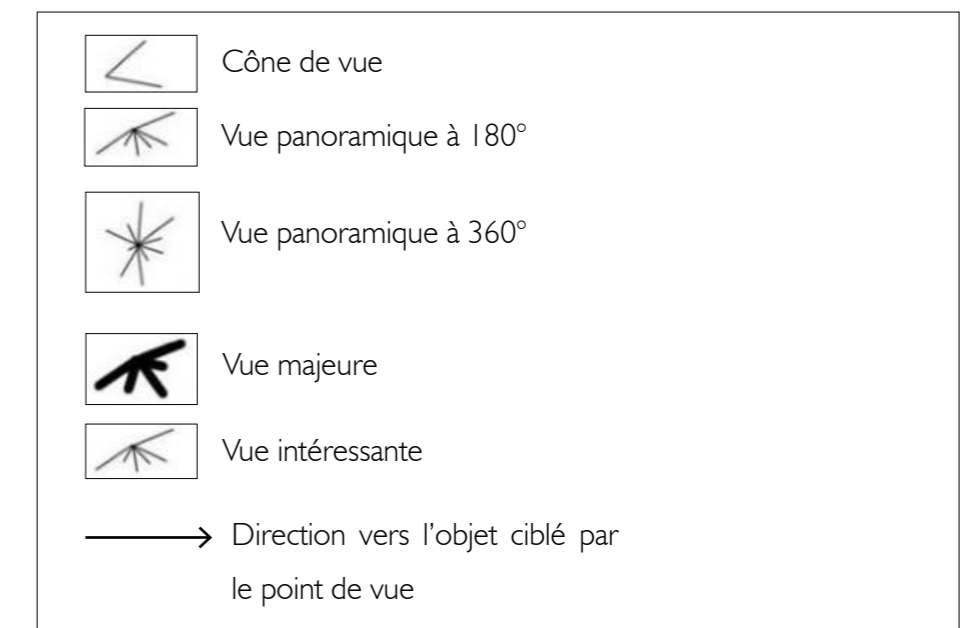 Cône de vue
Vue panoramique à 180°
Vue panoramique à 360°
Vue majeure
Vue intéressante
Direction vers l'objet ciblé par
le point de vue